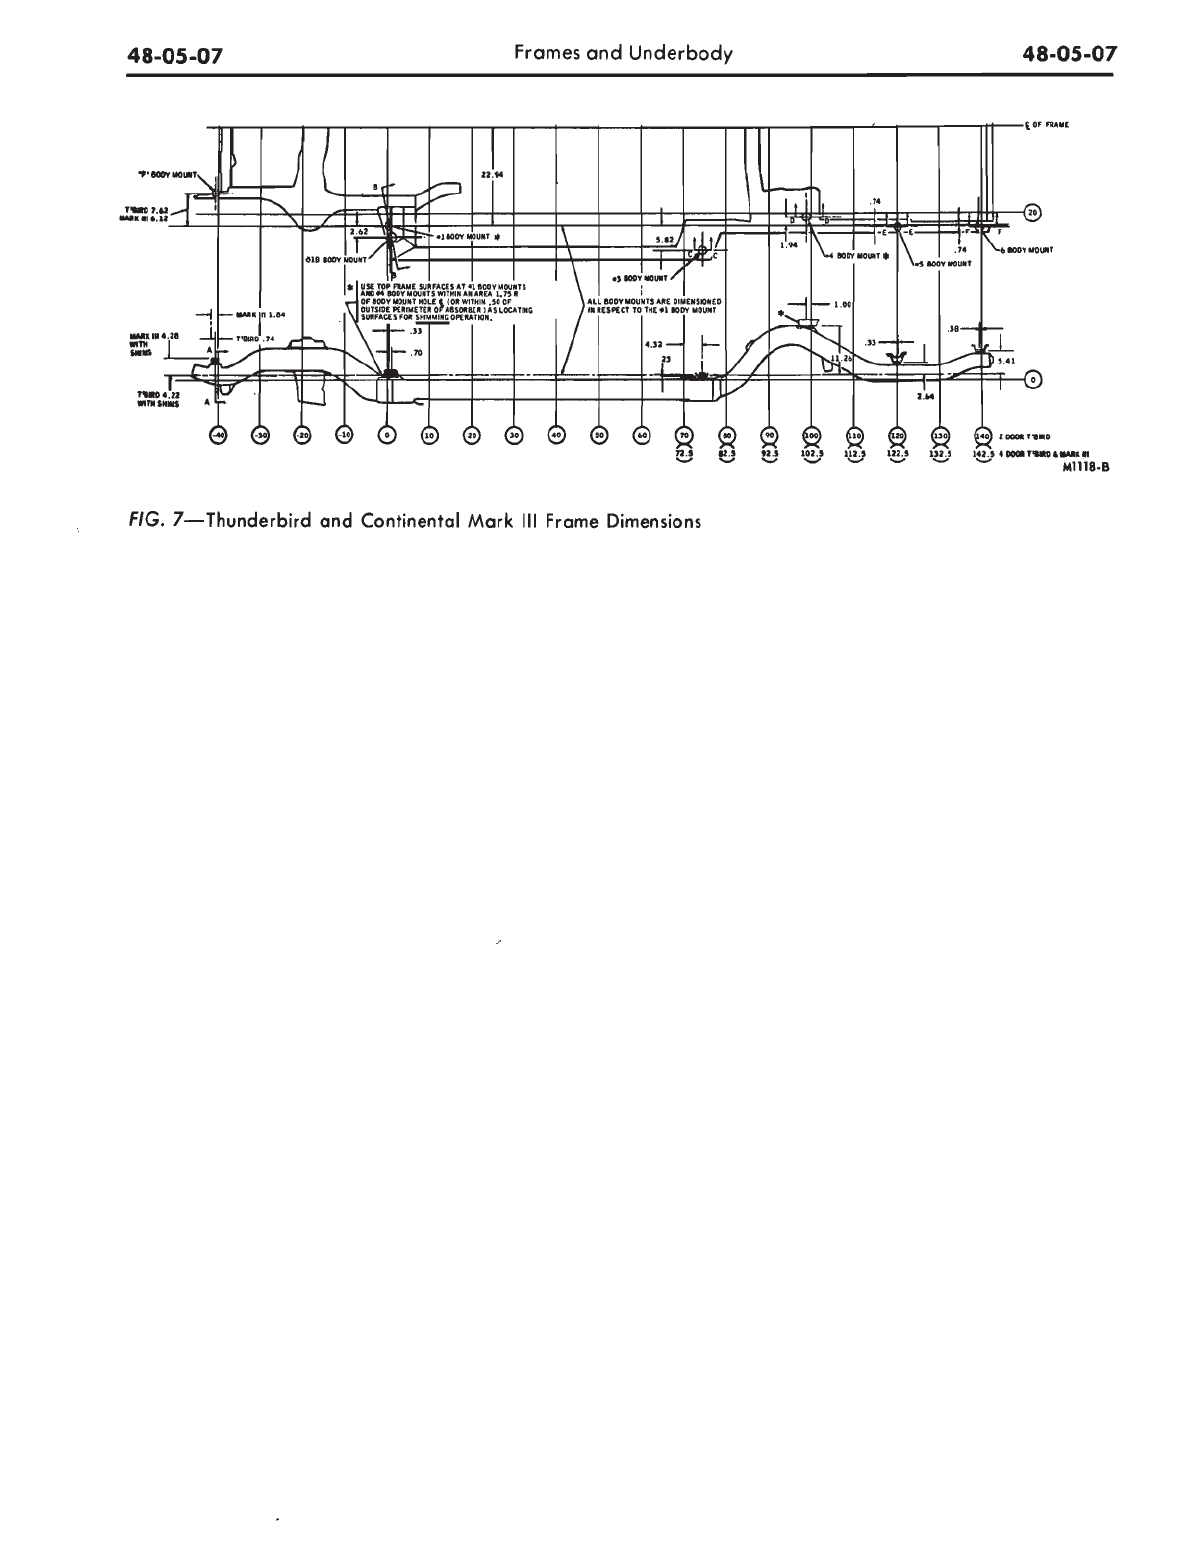 48-05-07 Frames and Underbody 48-05-07
℄ OF FRAME
"F" BODY MOUNT
22.94
B
T'BIRD 7.62
MARK III 6.12
.74
20
2.62
#1 BODY MOUNT *
5.82
D D
1.94
E E
F F
C C
.74
#6 BODY MOUNT
#4 BODY MOUNT *
#5 BODY MOUNT
BODY MOUNT
B
#3 BODY MOUNT
* USE TOP FRAME SURFACES AT #1 BODY MOUNTS
AND #4 BODY MOUNTS WITHIN AN AREA 1.75 R
OF BODY MOUNT HOLE ℄ (OR WITHIN .50 OF
OUTSIDE PERIMETER OF ABSORBER) AS LOCATING
SURFACES FOR SHIMMING OPERATION.
ALL BODY MOUNTS ARE DIMENSIONED
IN RESPECT TO THE #1 BODY MOUNT
1.00
*
MARK III 1.84
MARK III 4.28
WITH
SHIMS
T'BIRD .74
A
.33
.70
4.32
23
11.26
.33
.38
5.41
0
2.64
T'BIRD 4.22
WITH SHIMS
A
-40 -30 -20 -10 0 10 20 30 40 50 60 70 80 90 100 110 120 130 140 2 DOOR T'BIRD
72.5 82.5 92.5 102.5 112.5 122.5 132.5 142.5 4 DOOR T'BIRD & MARK III
M1118-B
FIG. 7—Thunderbird and Continental Mark III Frame Dimensions